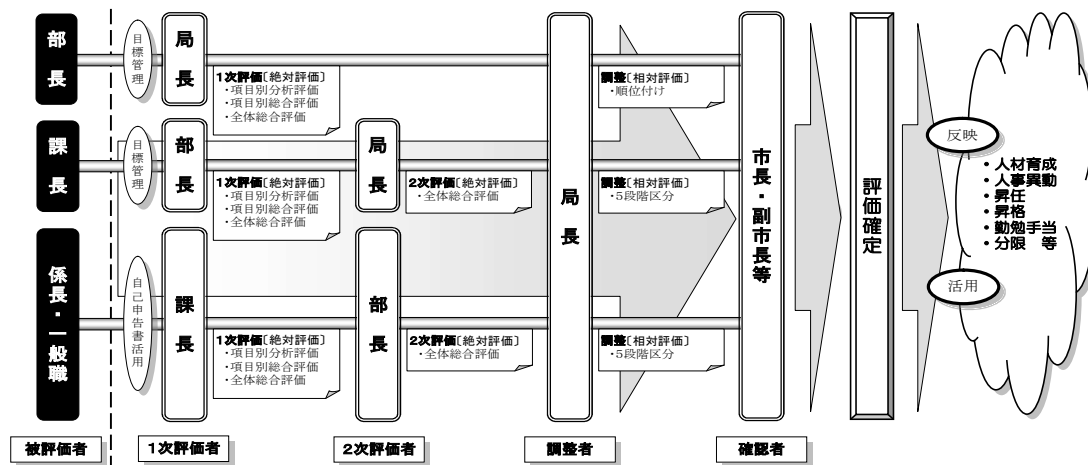 部長
目標管理
局長
1次評価〔絶対評価〕
・項目別分析評価
・項目別総合評価
・全体総合評価
調整〔相対評価〕
・順位付け
課長
目標管理
部長
1次評価〔絶対評価〕
・項目別分析評価
・項目別総合評価
・全体総合評価
局長
2次評価〔絶対評価〕
・全体総合評価
調整〔相対評価〕
・5段階区分
係長・一般職
自己申告書活用
課長
1次評価〔絶対評価〕
・項目別分析評価
・項目別総合評価
・全体総合評価
部長
2次評価〔絶対評価〕
・全体総合評価
調整〔相対評価〕
・5段階区分
局長
市長・副市長等
評価確定
反映
・人材育成
・人事異動
・昇任
・昇格
・勤勉手当
・分限 等
活用
被評価者
1次評価者
2次評価者
調整者
確認者